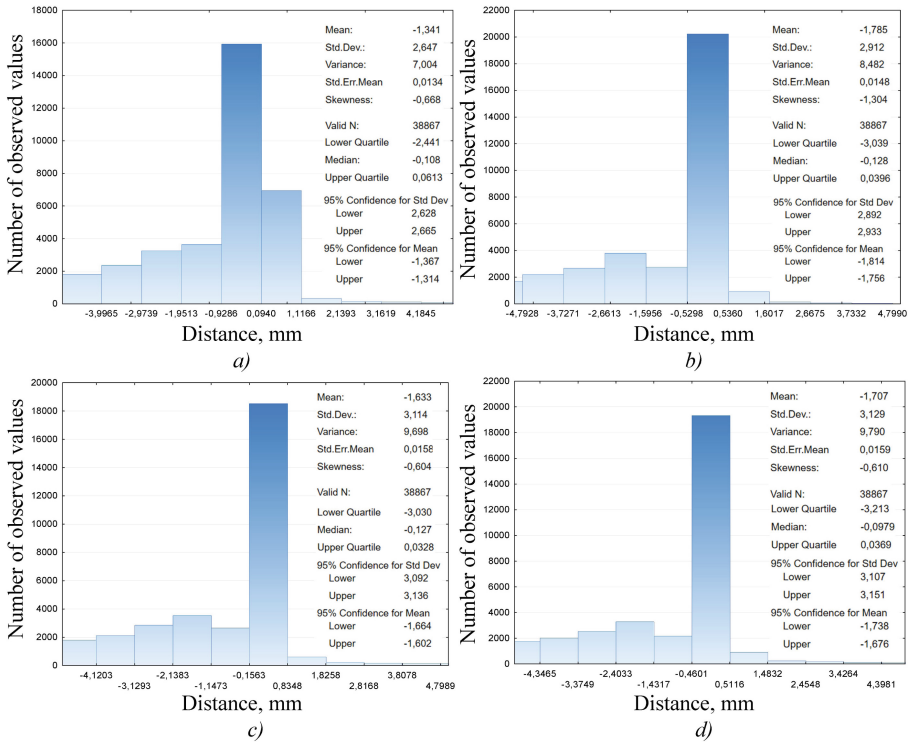 18000
16000
14000
12000
10000
8000
6000
4000
2000
0
Number of observed values
Mean: -1,341
Std.Dev.: 2,647
Variance: 7,004
Std.Err.Mean 0,0134
Skewness: -0,668
Valid N: 38867
Lower Quartile -2,441
Median: -0,108
Upper Quartile 0,0613
95% Confidence for Std Dev
Lower 2,628
Upper 2,665
95% Confidence for Mean
Lower -1,367
Upper -1,314
-3,9965 -2,9739 -1,9513 -0,9286 0,0940 1,1166 2,1393 3,1619 4,1845
Distance, mm
a)
22000
20000
18000
16000
14000
12000
10000
8000
6000
4000
2000
0
Number of observed values
Mean: -1,785
Std.Dev.: 2,912
Variance: 8,482
Std.Err.Mean 0,0148
Skewness: -1,304
Valid N: 38867
Lower Quartile -3,039
Median: -0,128
Upper Quartile 0,0396
95% Confidence for Std Dev
Lower 2,892
Upper 2,933
95% Confidence for Mean
Lower -1,814
Upper -1,756
-4,7928 -3,7271 -2,6613 -1,5956 -0,5298 0,5360 1,6017 2,6675 3,7332 4,7990
Distance, mm
b)
20000
18000
16000
14000
12000
10000
8000
6000
4000
2000
0
Number of observed values
Mean: -1,633
Std.Dev.: 3,114
Variance: 9,698
Std.Err.Mean 0,0158
Skewness: -0,604
Valid N: 38867
Lower Quartile -3,030
Median: -0,127
Upper Quartile 0,0328
95% Confidence for Std Dev
Lower 3,092
Upper 3,136
95% Confidence for Mean
Lower -1,664
Upper -1,602
-4,1203 -2,1383 -0,1563 1,8258 3,8078
-3,1293 -1,1473 0,8348 2,8168 4,7989
Distance, mm
c)
22000
20000
18000
16000
14000
12000
10000
8000
6000
4000
2000
0
Number of observed values
Mean: -1,707
Std.Dev.: 3,129
Variance: 9,790
Std.Err.Mean 0,0159
Skewness: -0,610
Valid N: 38867
Lower Quartile -3,213
Median: -0,0979
Upper Quartile 0,0369
95% Confidence for Std Dev
Lower 3,107
Upper 3,151
95% Confidence for Mean
Lower -1,738
Upper -1,676
-4,3465 -2,4033 -0,4601 1,4832 3,4264
-3,3749 -1,4317 0,5116 2,4548 4,3981
Distance, mm
d)